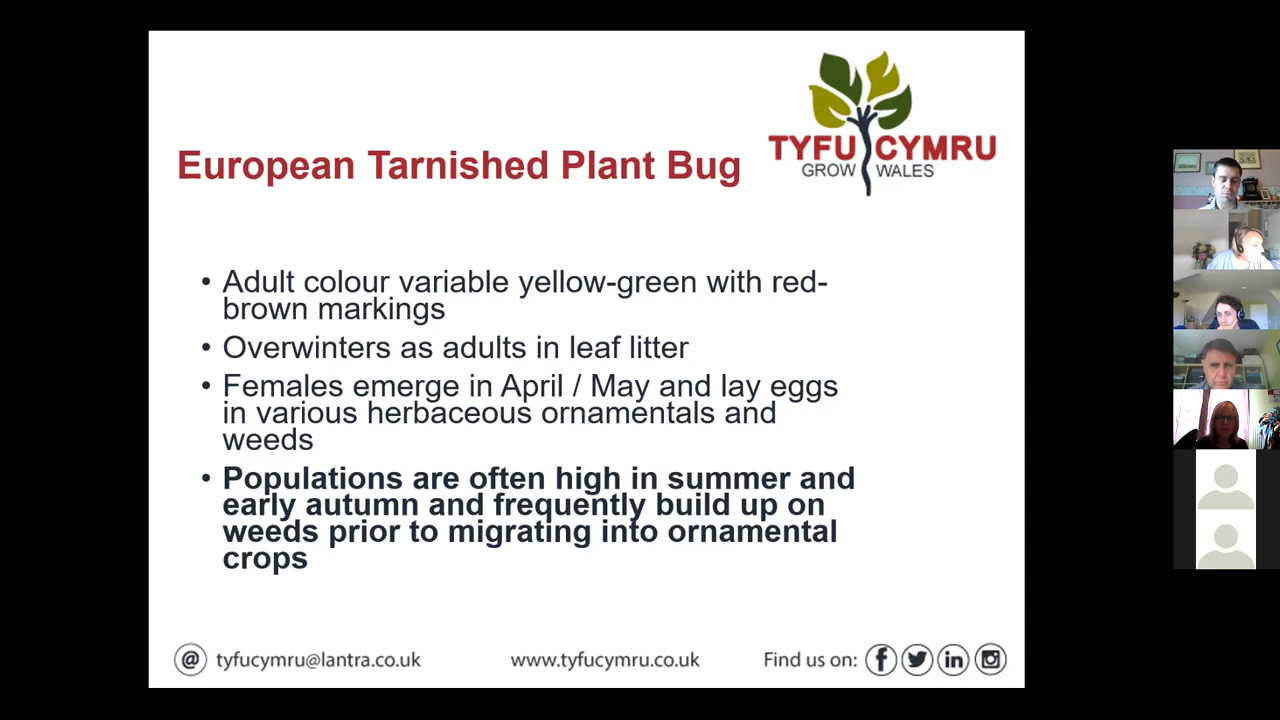 TYFU CYMRU
GROW WALES
European Tarnished Plant Bug
• Adult colour variable yellow-green with red-
brown markings
• Overwinters as adults in leaf litter
• Females emerge in April / May and lay eggs
in various herbaceous ornamentals and
weeds
• Populations are often high in summer and
early autumn and frequently build up on
weeds prior to migrating into ornamental
crops
@ tyfucymru@lantra.co.uk www.tyfucymru.co.uk Find us on: